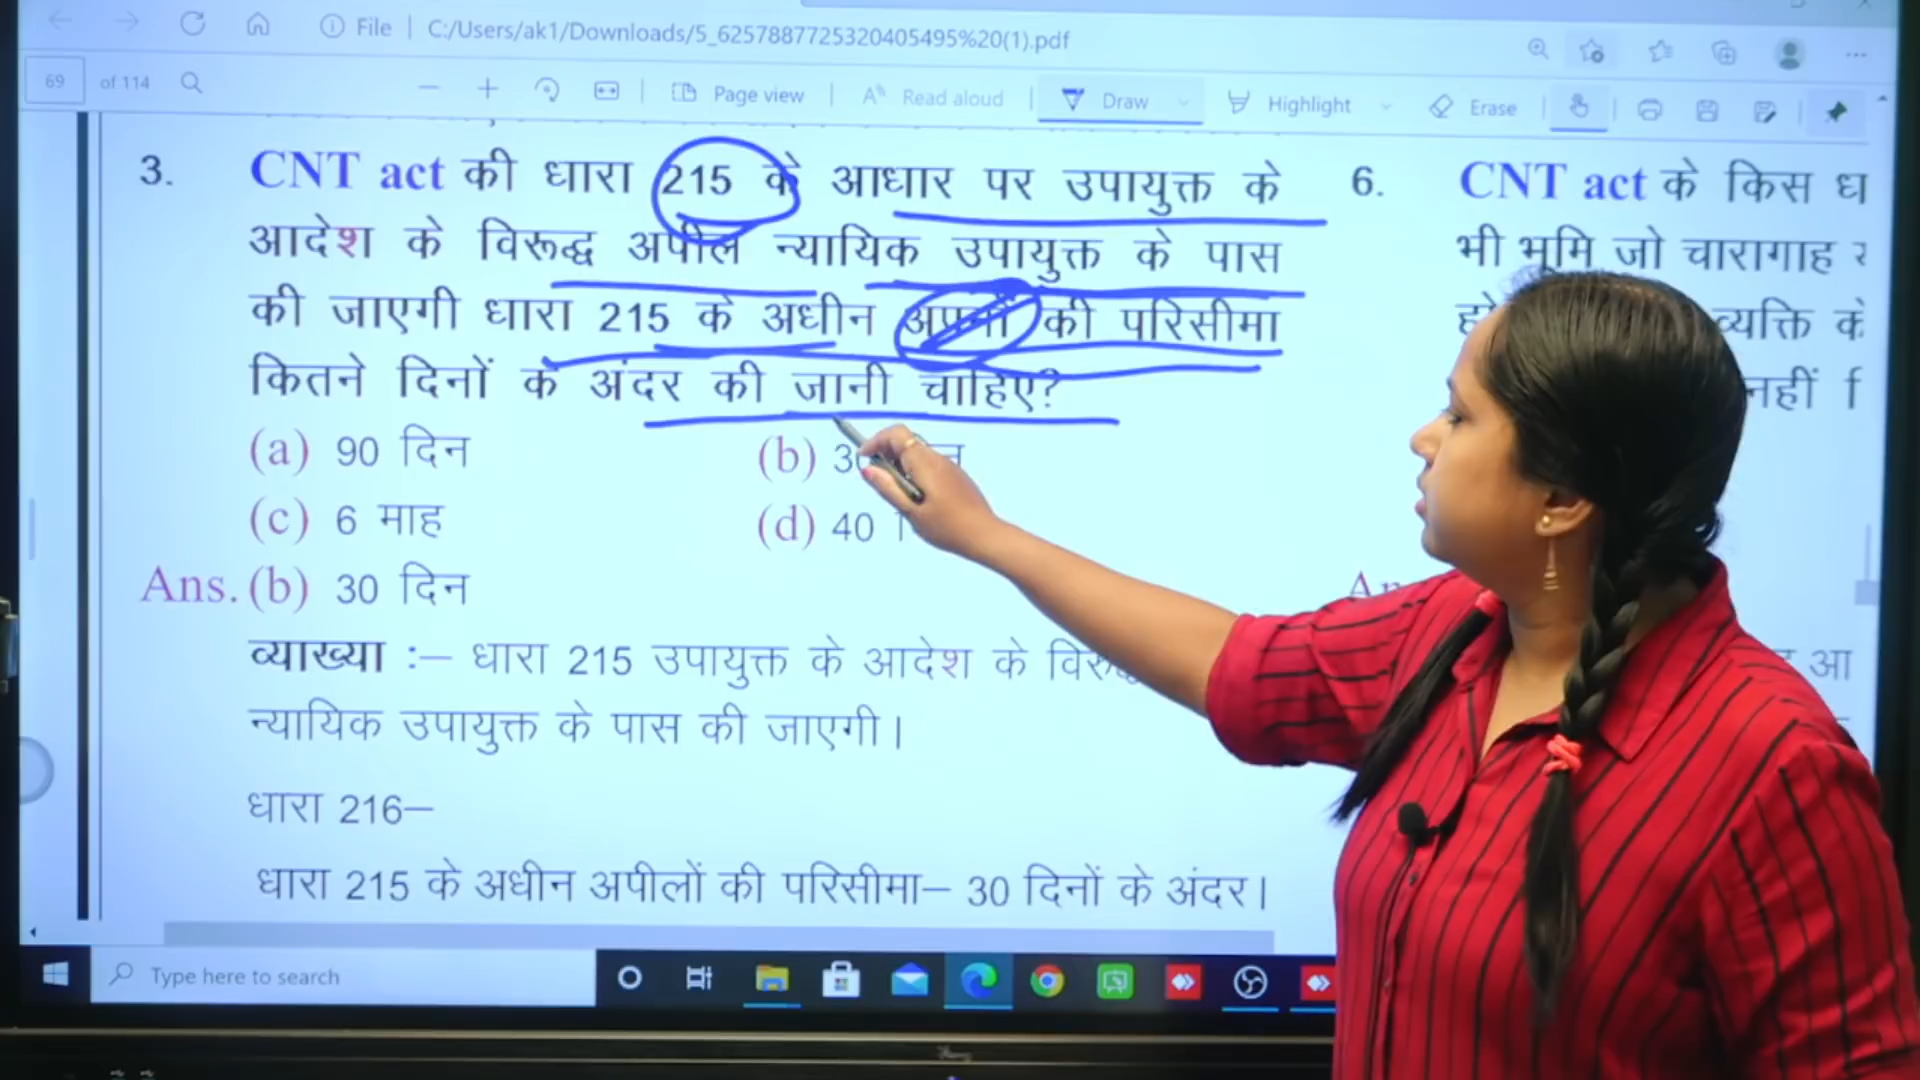 File
C:/Users/ak1/Downloads/5_6257887725320405495%20(1).pdf
69 of 114
Page view
Read aloud
Draw
Highlight
Erase
3. CNT act की धारा 215 के आधार पर उपायुक्त के
आदेश के विरूद्ध अपील न्यायिक उपायुक्त के पास
की जाएगी धारा 215 के अधीन की परिसीमा
कितने दिनों के अंदर की जानी चाहिए?
(a) 90 दिन
(b)
(c) 6 माह
(d) 40
Ans. (b) 30 दिन
व्याख्या :– धारा 215 उपायुक्त के आदेश के
न्यायिक उपायुक्त के पास की जाएगी।
धारा 216–
धारा 215 के अधीन अपीलों की परिसीमा– 30 दिनों के अंदर।
6. CNT act के किस
भी भूमि जो चारागाह
व्यक्ति के
नहीं
आ
Type here to search